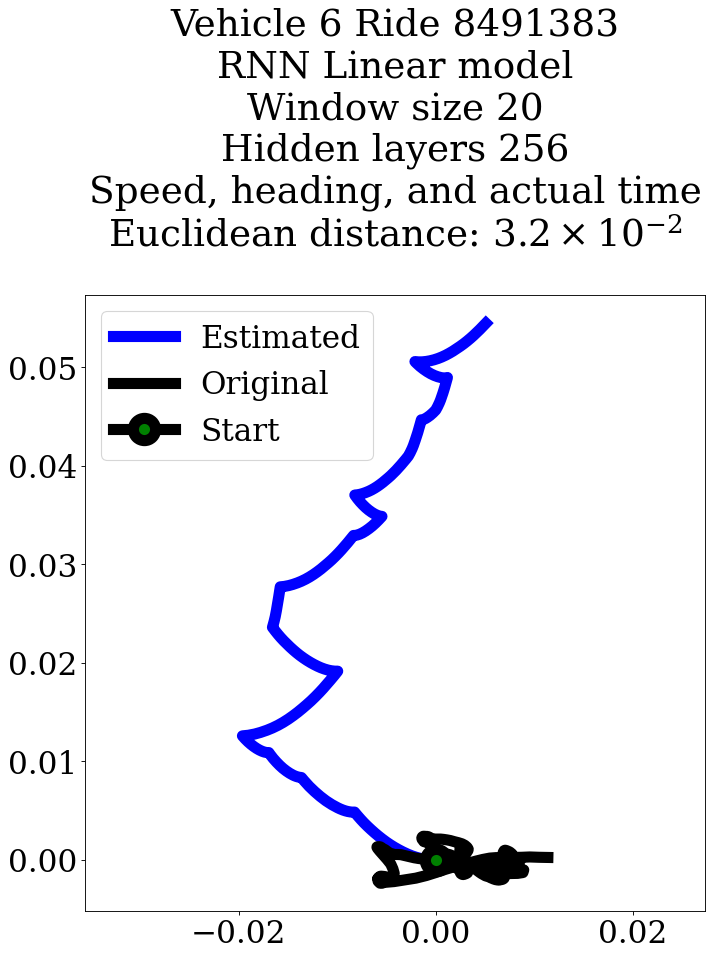 Vehicle 6 Ride 8491383
RNN Linear model
Window size 20
Hidden layers 256
Speed, heading, and actual time
Euclidean distance: 3.2 × 10⁻²
Estimated
Original
Start
0.05
0.04
0.03
0.02
0.01
0.00
−0.02 0.00 0.02